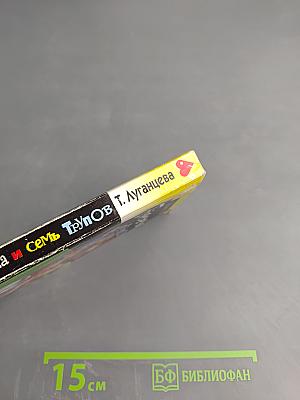 и семь Трупов
Т. Луганцева
Я
15 см
БФ БИБЛИОФАН